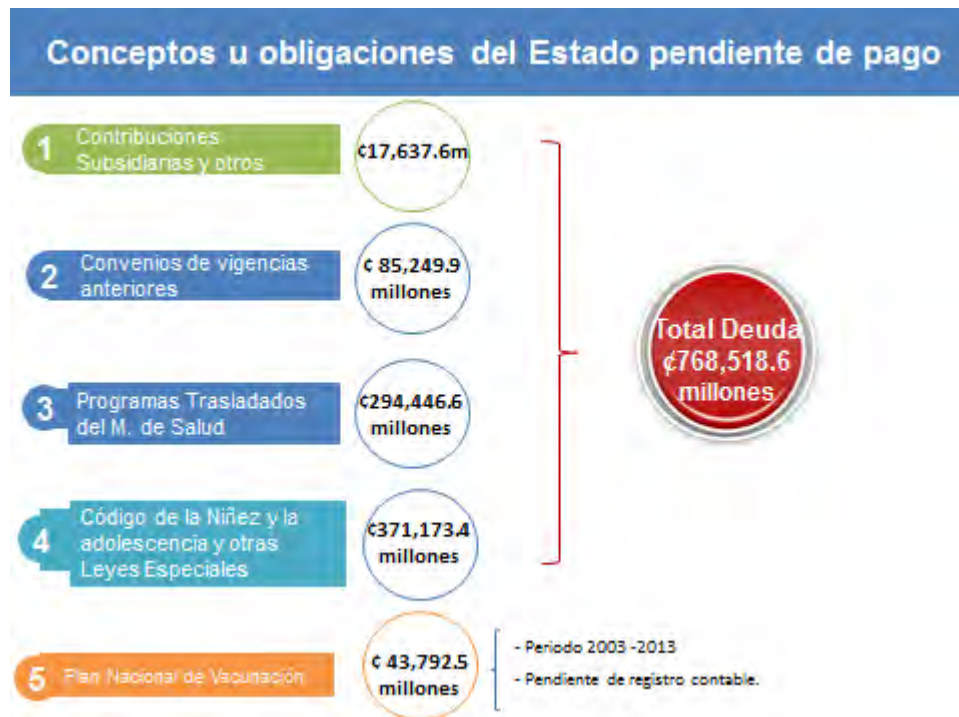 Conceptos u obligaciones del Estado pendiente de pago
1
Contribuciones
Subsidiarias y otros
¢17,637.6m
2
Convenios de vigencias
anteriores
¢ 85,249.9
millones
3
Programas Trasladados
del M. de Salud
¢294,446.6
millones
4
Código de la Niñez y la
adolescencia y otras
Leyes Especiales
¢371,173.4
millones
Total Deuda
¢768,518.6
millones
5
Plan Nacional de Vacunación
¢ 43,792.5
millones
- Periodo 2003 -2013
- Pendiente de registro contable.